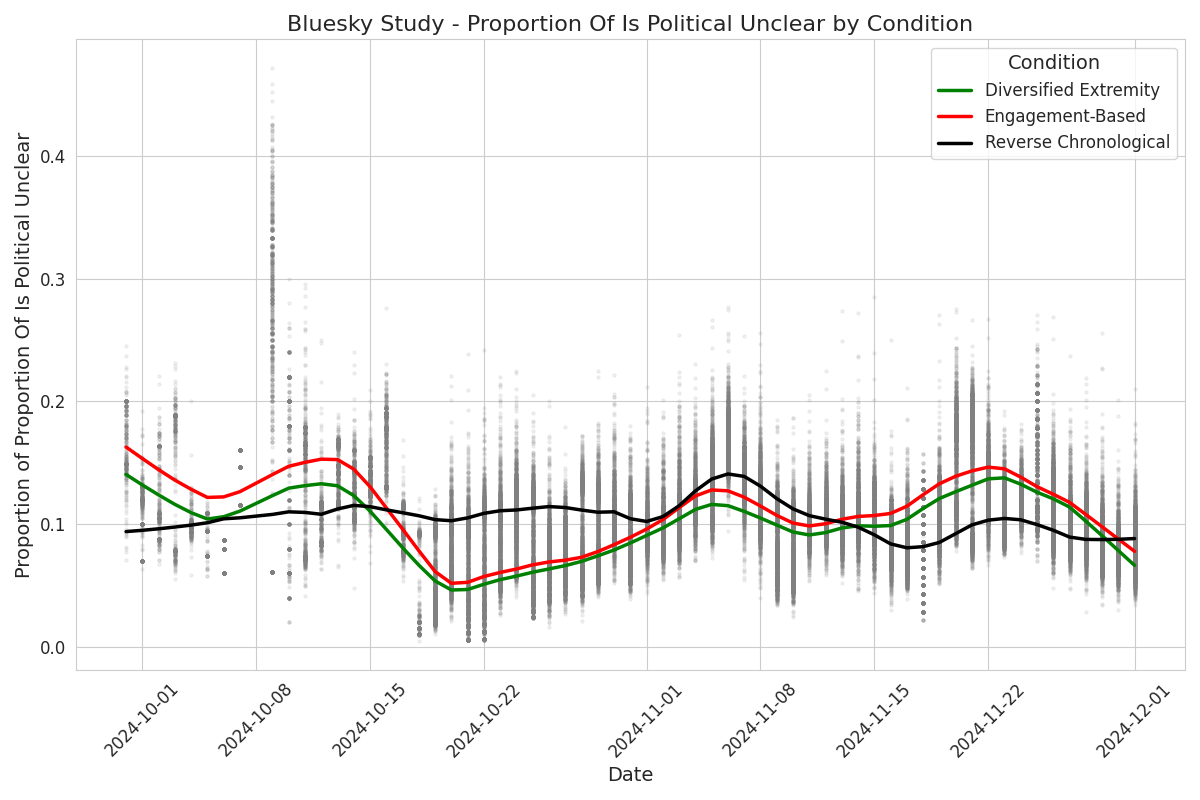 Bluesky Study - Proportion Of Is Political Unclear by Condition
Condition
Diversified Extremity
Engagement-Based
Reverse Chronological
Proportion of Proportion Of Is Political Unclear
0.4
0.3
0.2
0.1
0.0
2024-10-01
2024-10-08
2024-10-15
2024-10-22
2024-11-01
2024-11-08
2024-11-15
2024-11-22
2024-12-01
Date